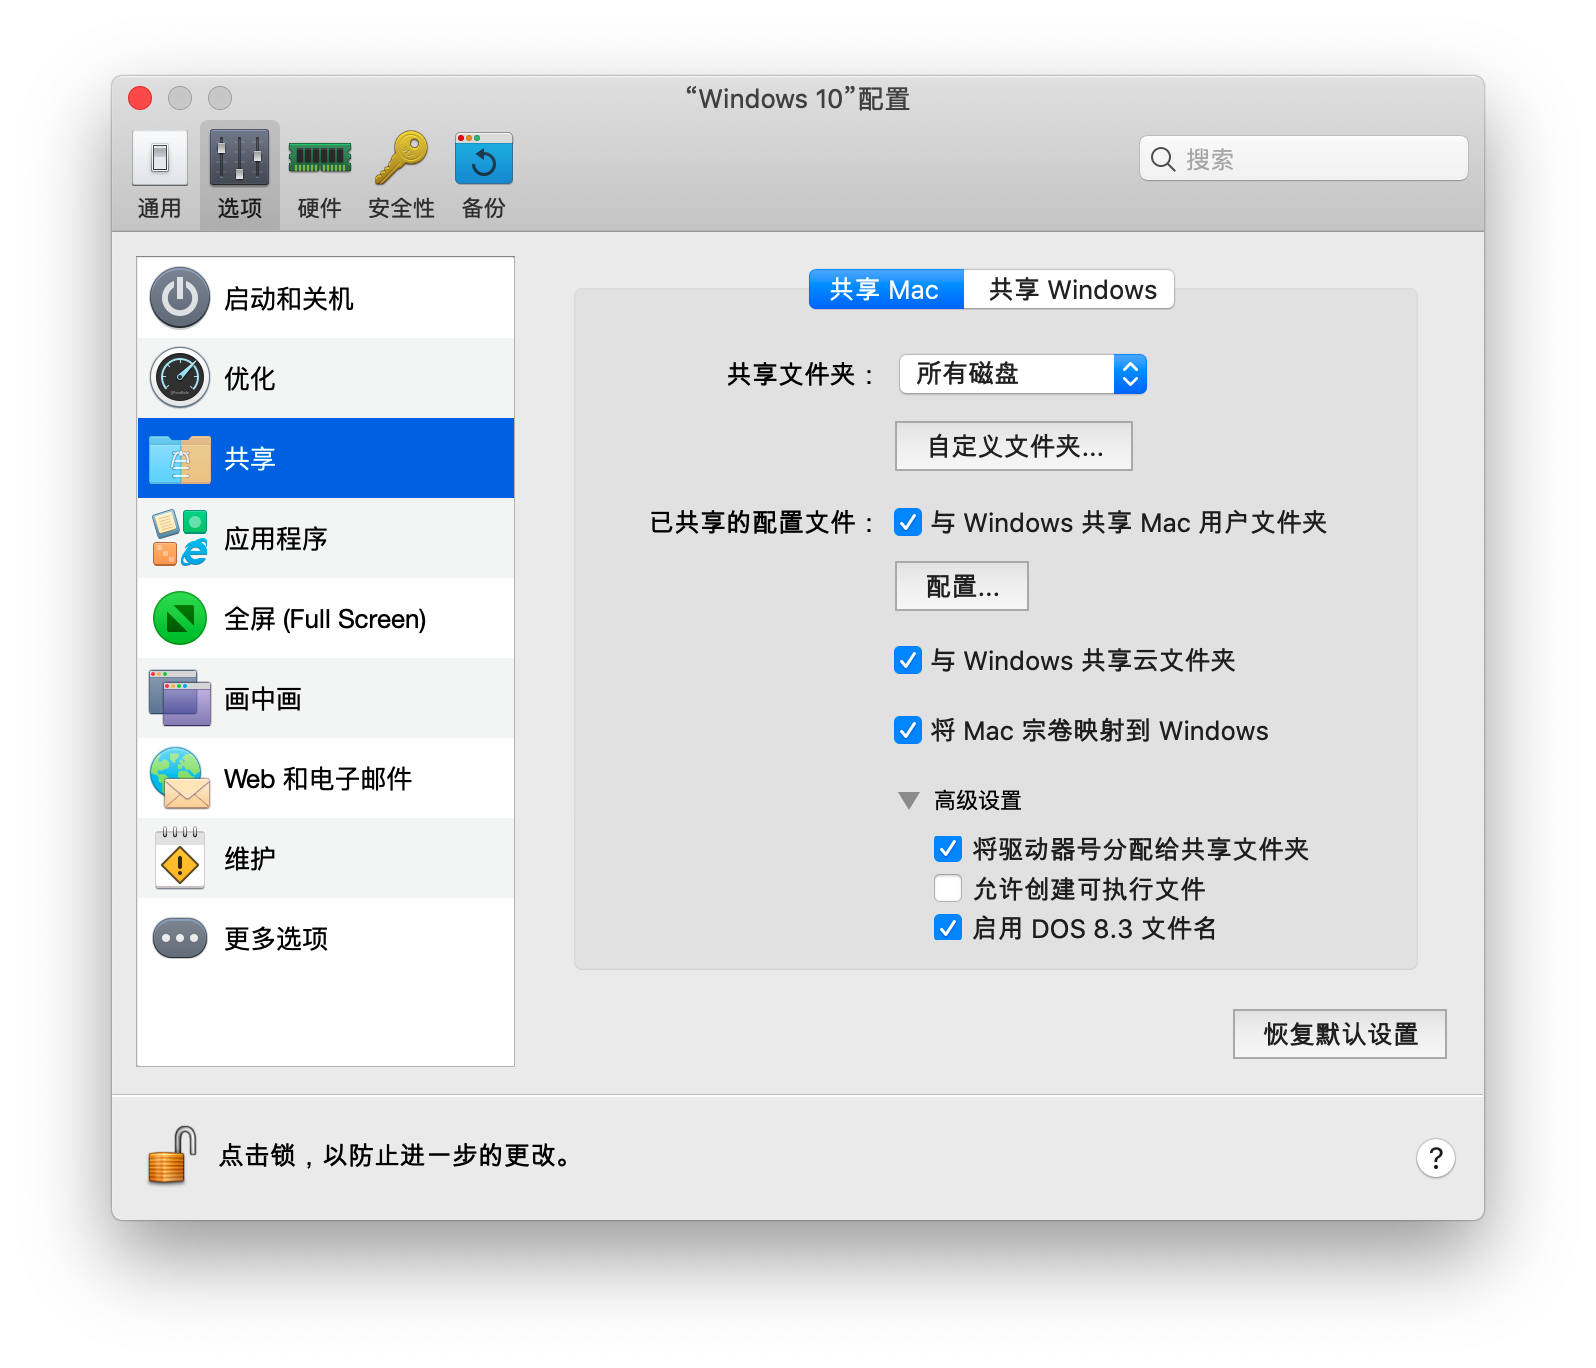 “Windows 10”配置
通用 选项 硬件 安全性 备份
搜索
启动和关机
优化
共享
应用程序
全屏 (Full Screen)
画中画
Web 和电子邮件
维护
更多选项
共享 Mac 共享 Windows
共享文件夹： 所有磁盘
自定义文件夹...
已共享的配置文件： 与 Windows 共享 Mac 用户文件夹
配置...
与 Windows 共享云文件夹
将 Mac 宗卷映射到 Windows
高级设置
将驱动器号分配给共享文件夹
允许创建可执行文件
启用 DOS 8.3 文件名
恢复默认设置
点击锁，以防止进一步的更改。
?